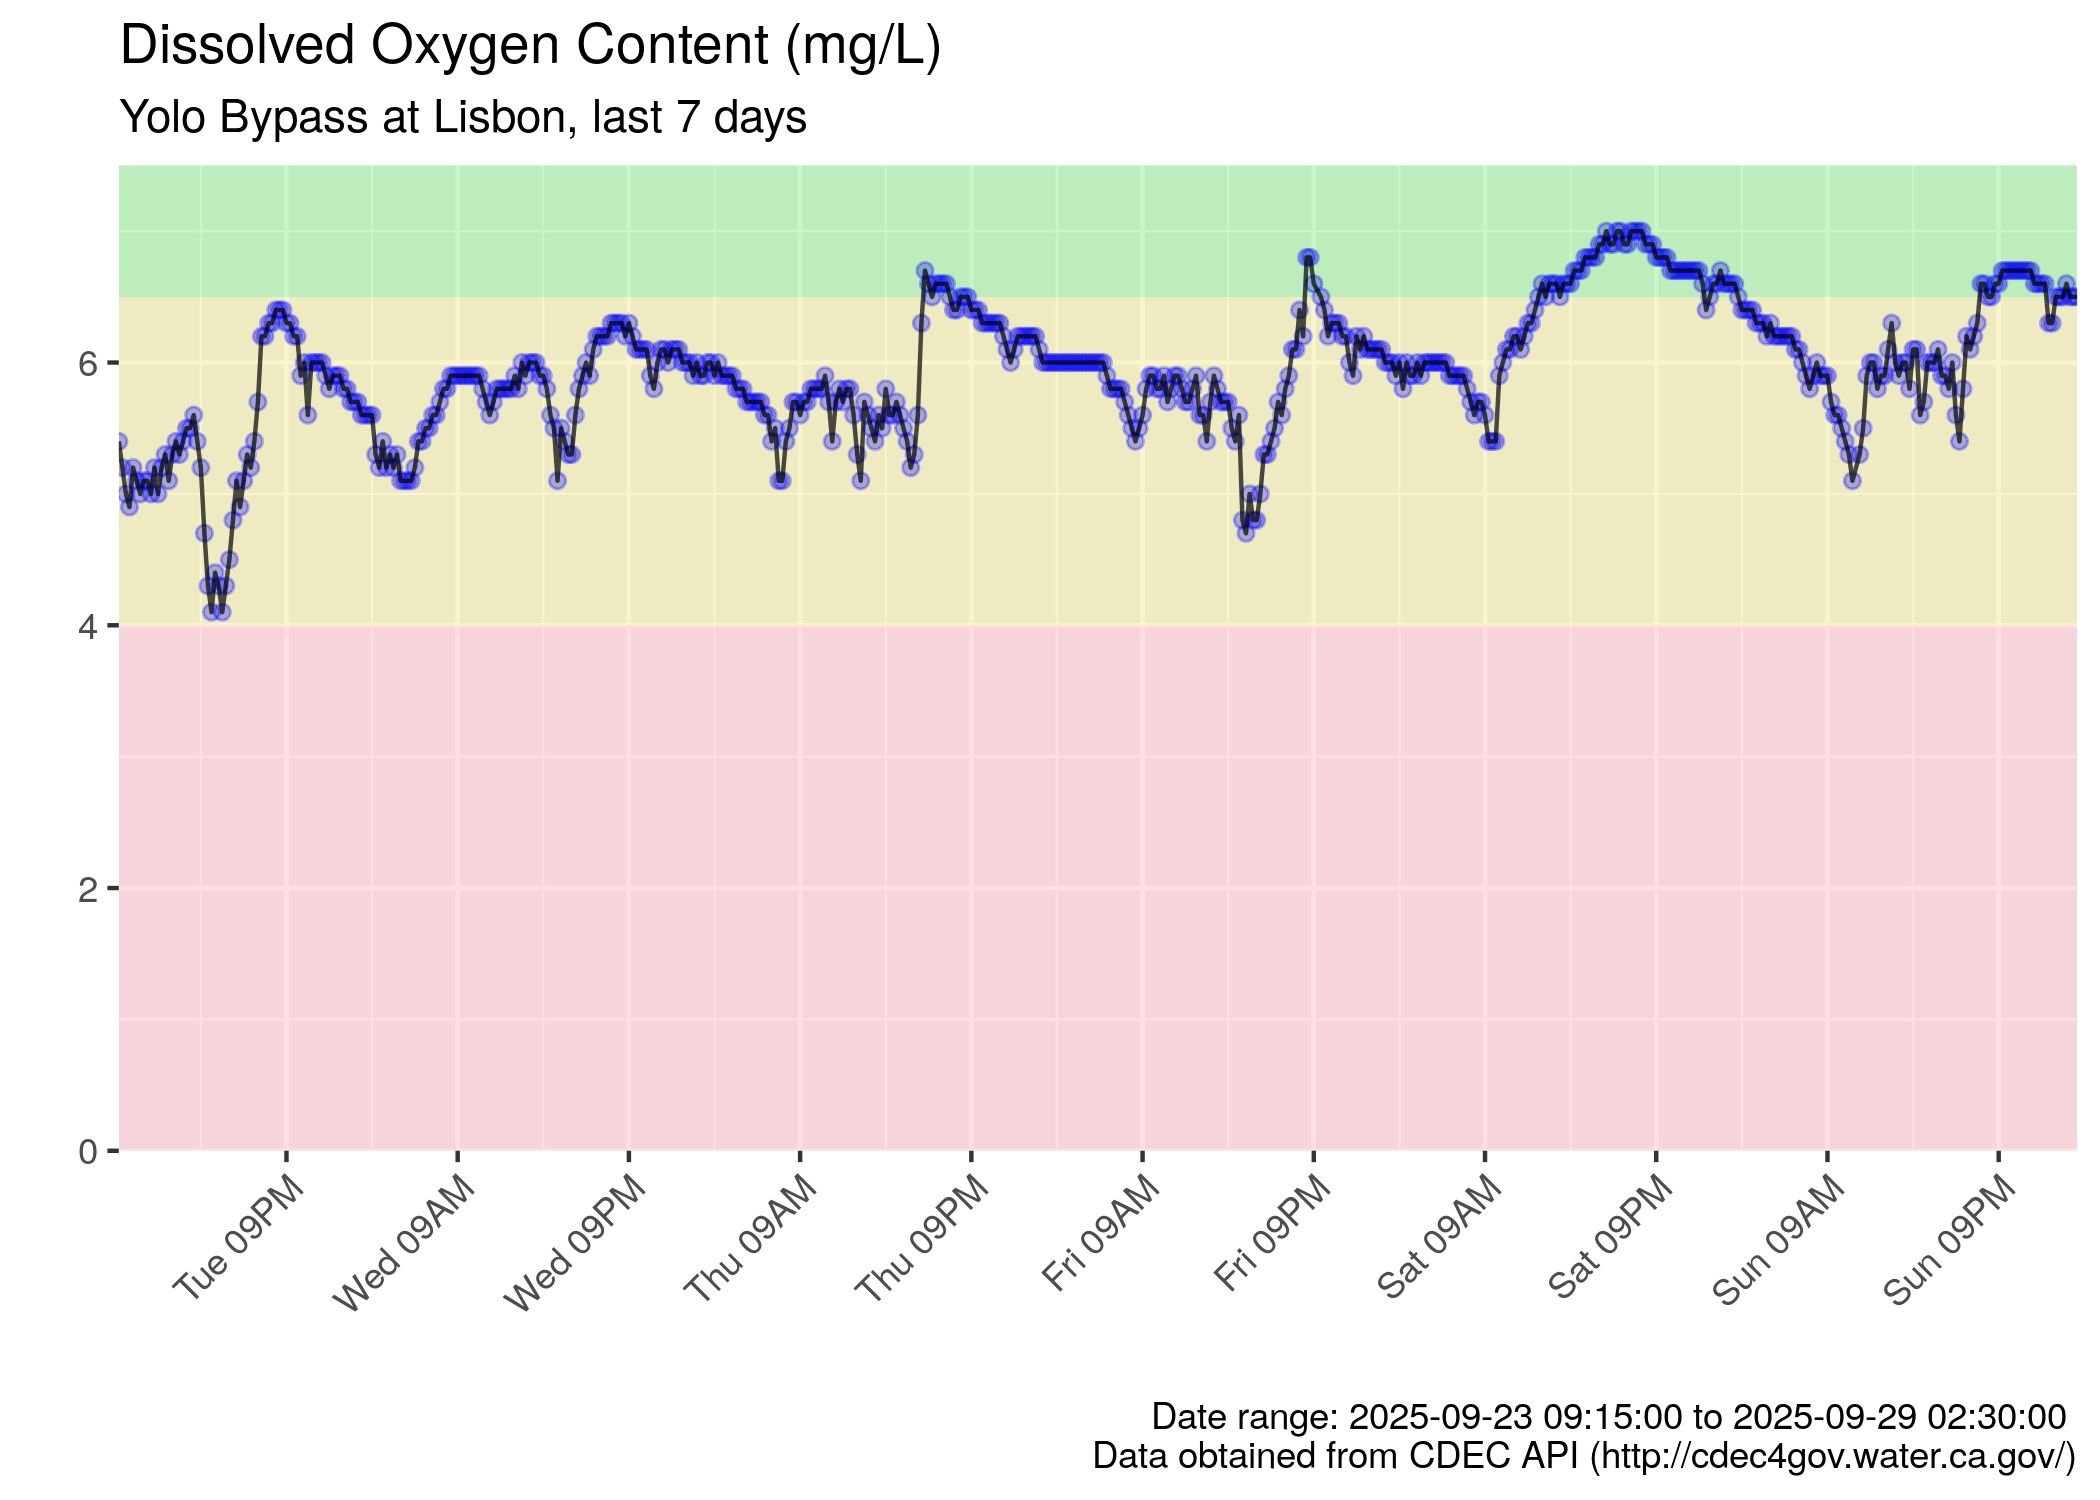 Dissolved Oxygen Content (mg/L)
Yolo Bypass at Lisbon, last 7 days
6
4
2
0
Tue 09PM
Wed 09AM
Wed 09PM
Thu 09AM
Thu 09PM
Fri 09AM
Fri 09PM
Sat 09AM
Sat 09PM
Sun 09AM
Sun 09PM
Date range: 2025-09-23 09:15:00 to 2025-09-29 02:30:00
Data obtained from CDEC API (http://cdec4gov.water.ca.gov/)